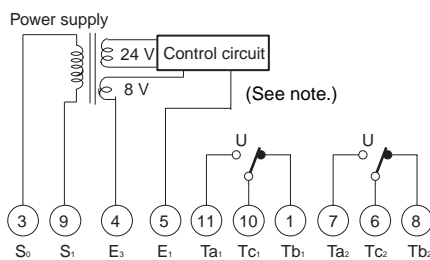 Power supply
24 V
Control circuit
8 V
(See note.)
U
U
3 9 4 5 11 10 1 7 6 8
S₀ S₁ E₃ E₁ Ta₁ Tc₁ Tb₁ Ta₂ Tc₂ Tb₂